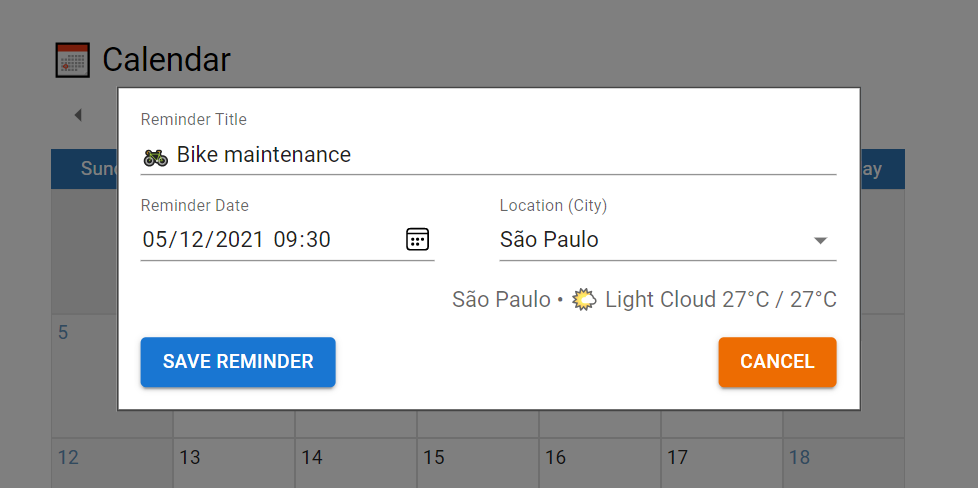 Calendar
Reminder Title
Bike maintenance
Reminder Date
Location (City)
05/12/2021 09:30
São Paulo
São Paulo • Light Cloud 27°C / 27°C
SAVE REMINDER
CANCEL
Sun
ay
5
12
13
14
15
16
17
18